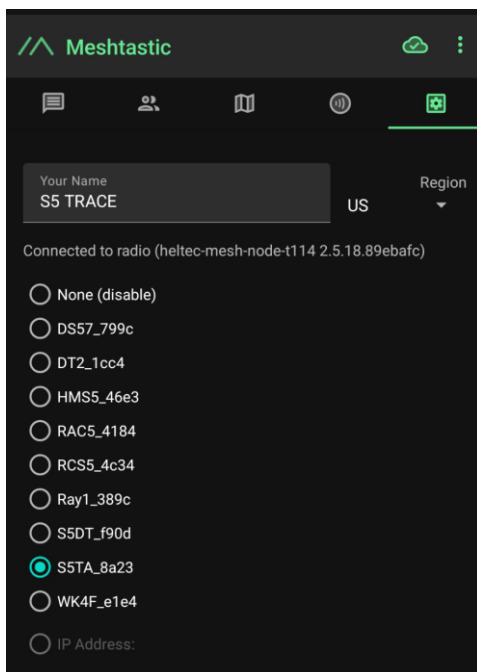 Meshtastic
Your Name
S5 TRACE
US
Region
Connected to radio (heltec-mesh-node-t114 2.5.18.89ebafc)
None (disable)
DS57_799c
DT2_1cc4
HMS5_46e3
RAC5_4184
RCS5_4c34
Ray1_389c
S5DT_f90d
S5TA_8a23
WK4F_e1e4
IP Address: